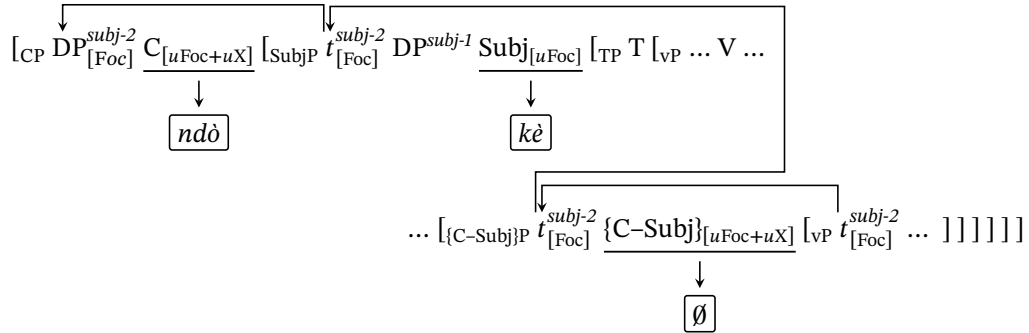 [CP DP^subj-2_[Foc] C_[uFoc+uX] [SubjP t^subj-2_[Foc] DP^subj-1 Subj_[uFoc] [TP T [vP ... V ...
ndò kè
... [{C–Subj}P t^subj-2_[Foc] {C–Subj}_[uFoc+uX] [vP t^subj-2_[Foc] ... ] ] ] ] ] ]
Ø